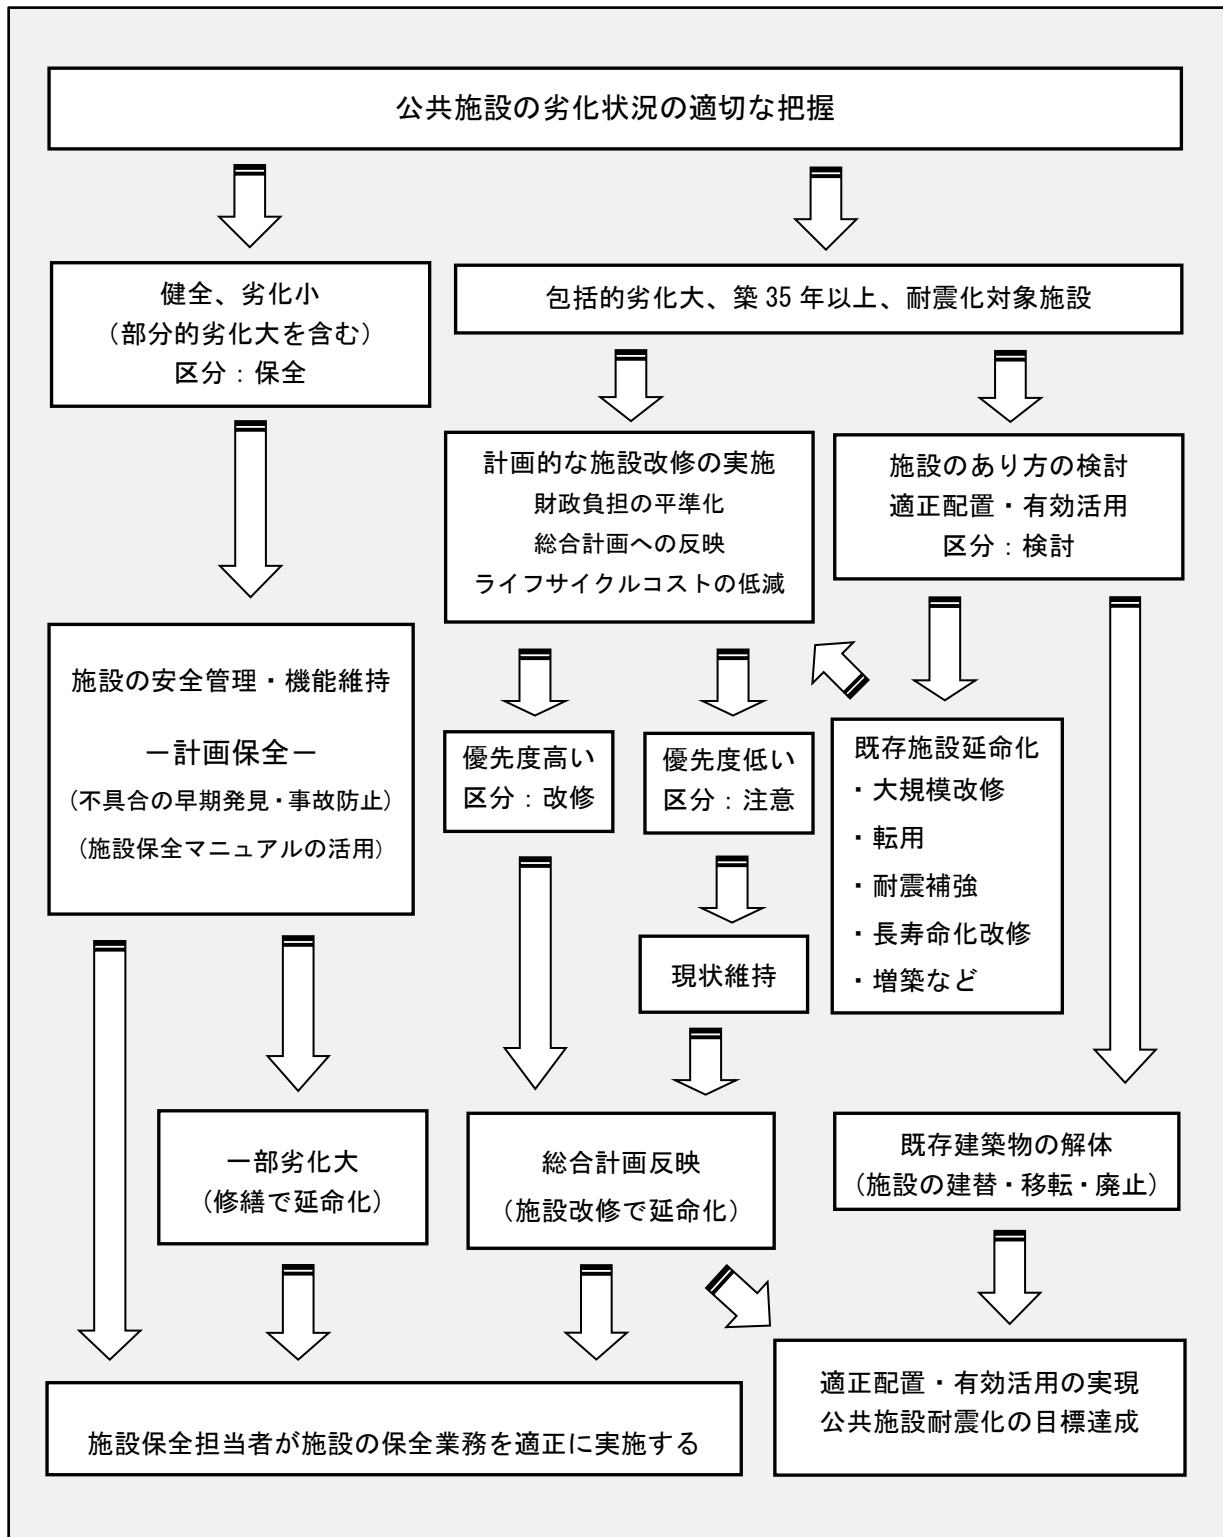 公共施設の劣化状況の適切な把握
健全、劣化小
(部分的劣化大を含む)
区分：保全
包括的劣化大、築 35 年以上、耐震化対象施設
計画的な施設改修の実施
財政負担の平準化
総合計画への反映
ライフサイクルコストの低減
施設のあり方の検討
適正配置・有効活用
区分：検討
施設の安全管理・機能維持
－計画保全－
(不具合の早期発見・事故防止)
(施設保全マニュアルの活用)
優先度高い
区分：改修
優先度低い
区分：注意
既存施設延命化
・大規模改修
・転用
・耐震補強
・長寿命化改修
・増築など
現状維持
一部劣化大
(修繕で延命化)
総合計画反映
(施設改修で延命化)
既存建築物の解体
(施設の建替・移転・廃止)
施設保全担当者が施設の保全業務を適正に実施する
適正配置・有効活用の実現
公共施設耐震化の目標達成